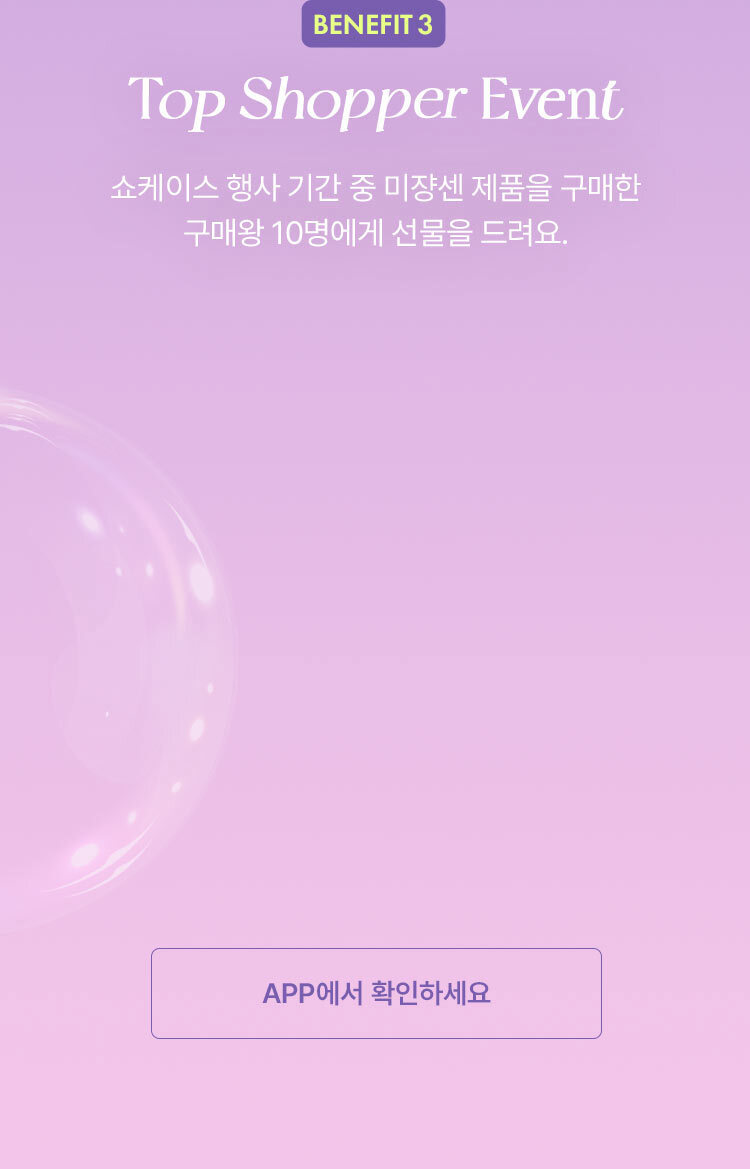 BENEFIT 3
Top Shopper Event
쇼케이스 행사 기간 중 미쟝센 제품을 구매한
구매왕 10명에게 선물을 드려요.
APP에서 확인하세요